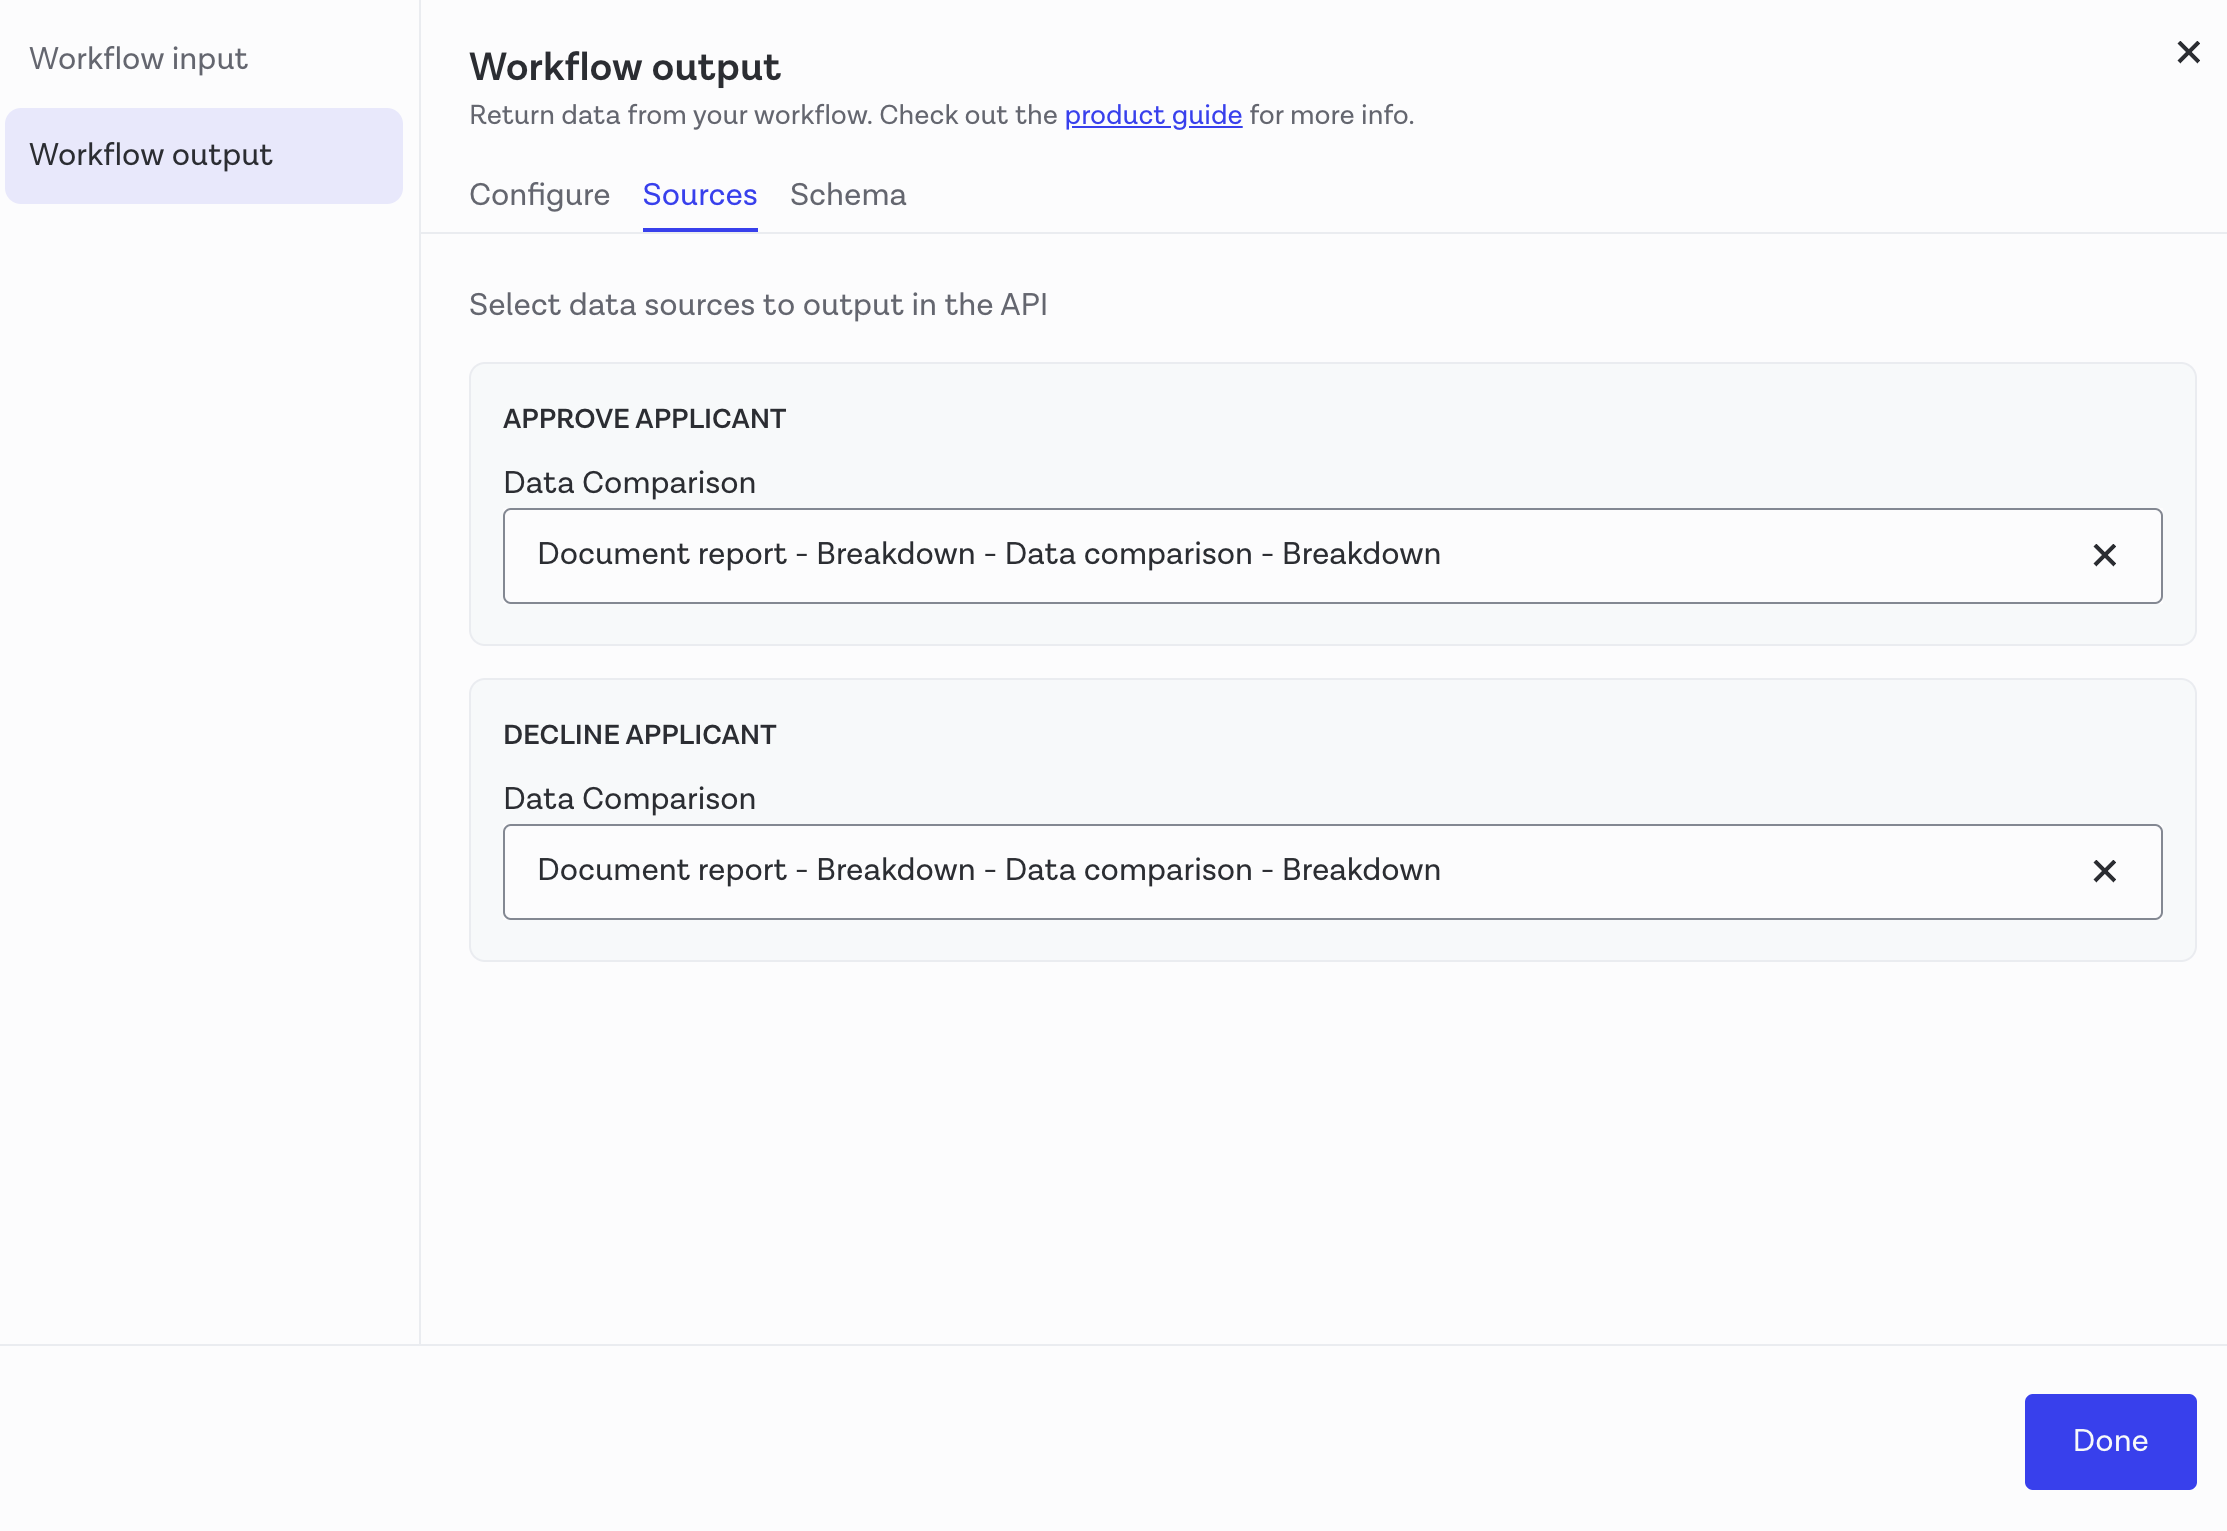 Workflow input
Workflow output
Workflow output
Return data from your workflow. Check out the product guide for more info.
Configure Sources Schema
Select data sources to output in the API
APPROVE APPLICANT
Data Comparison
Document report - Breakdown - Data comparison - Breakdown
DECLINE APPLICANT
Data Comparison
Document report - Breakdown - Data comparison - Breakdown
Done